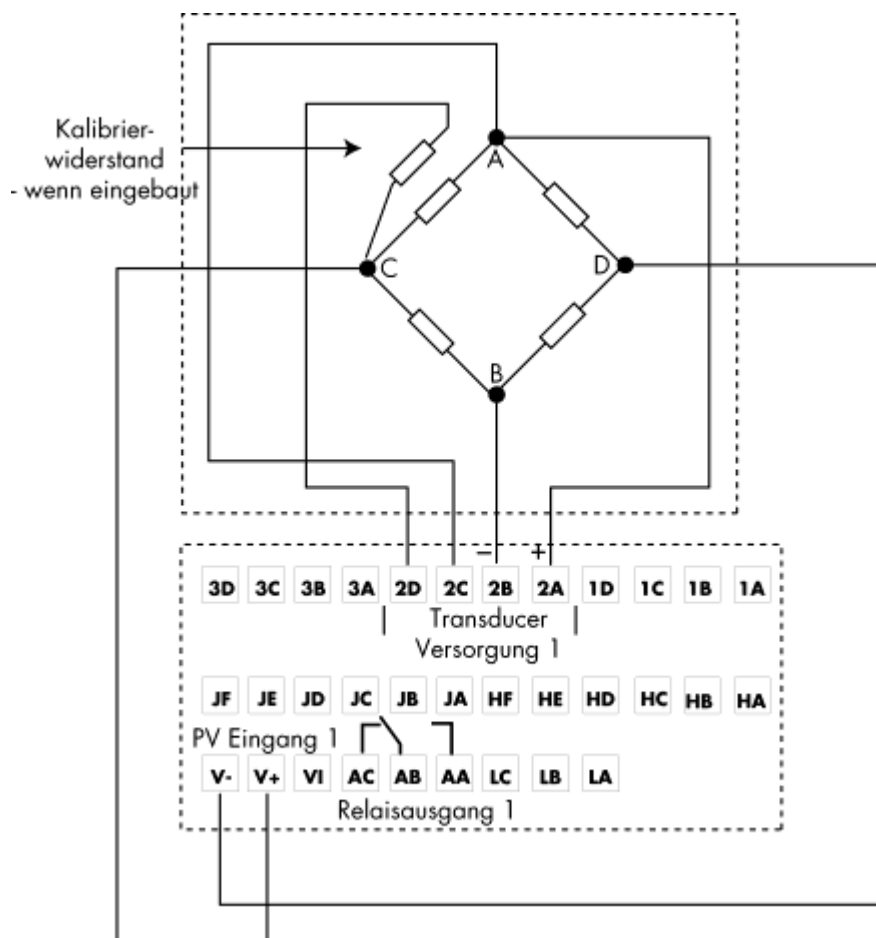 Kalibrier-
widerstand
- wenn eingebaut
A
C
D
B
– +
3D 3C 3B 3A 2D 2C 2B 2A 1D 1C 1B 1A
Transducer
Versorgung 1
JF JE JD JC JB JA HF HE HD HC HB HA
PV Eingang 1
V- V+ VI AC AB AA LC LB LA
Relaisausgang 1